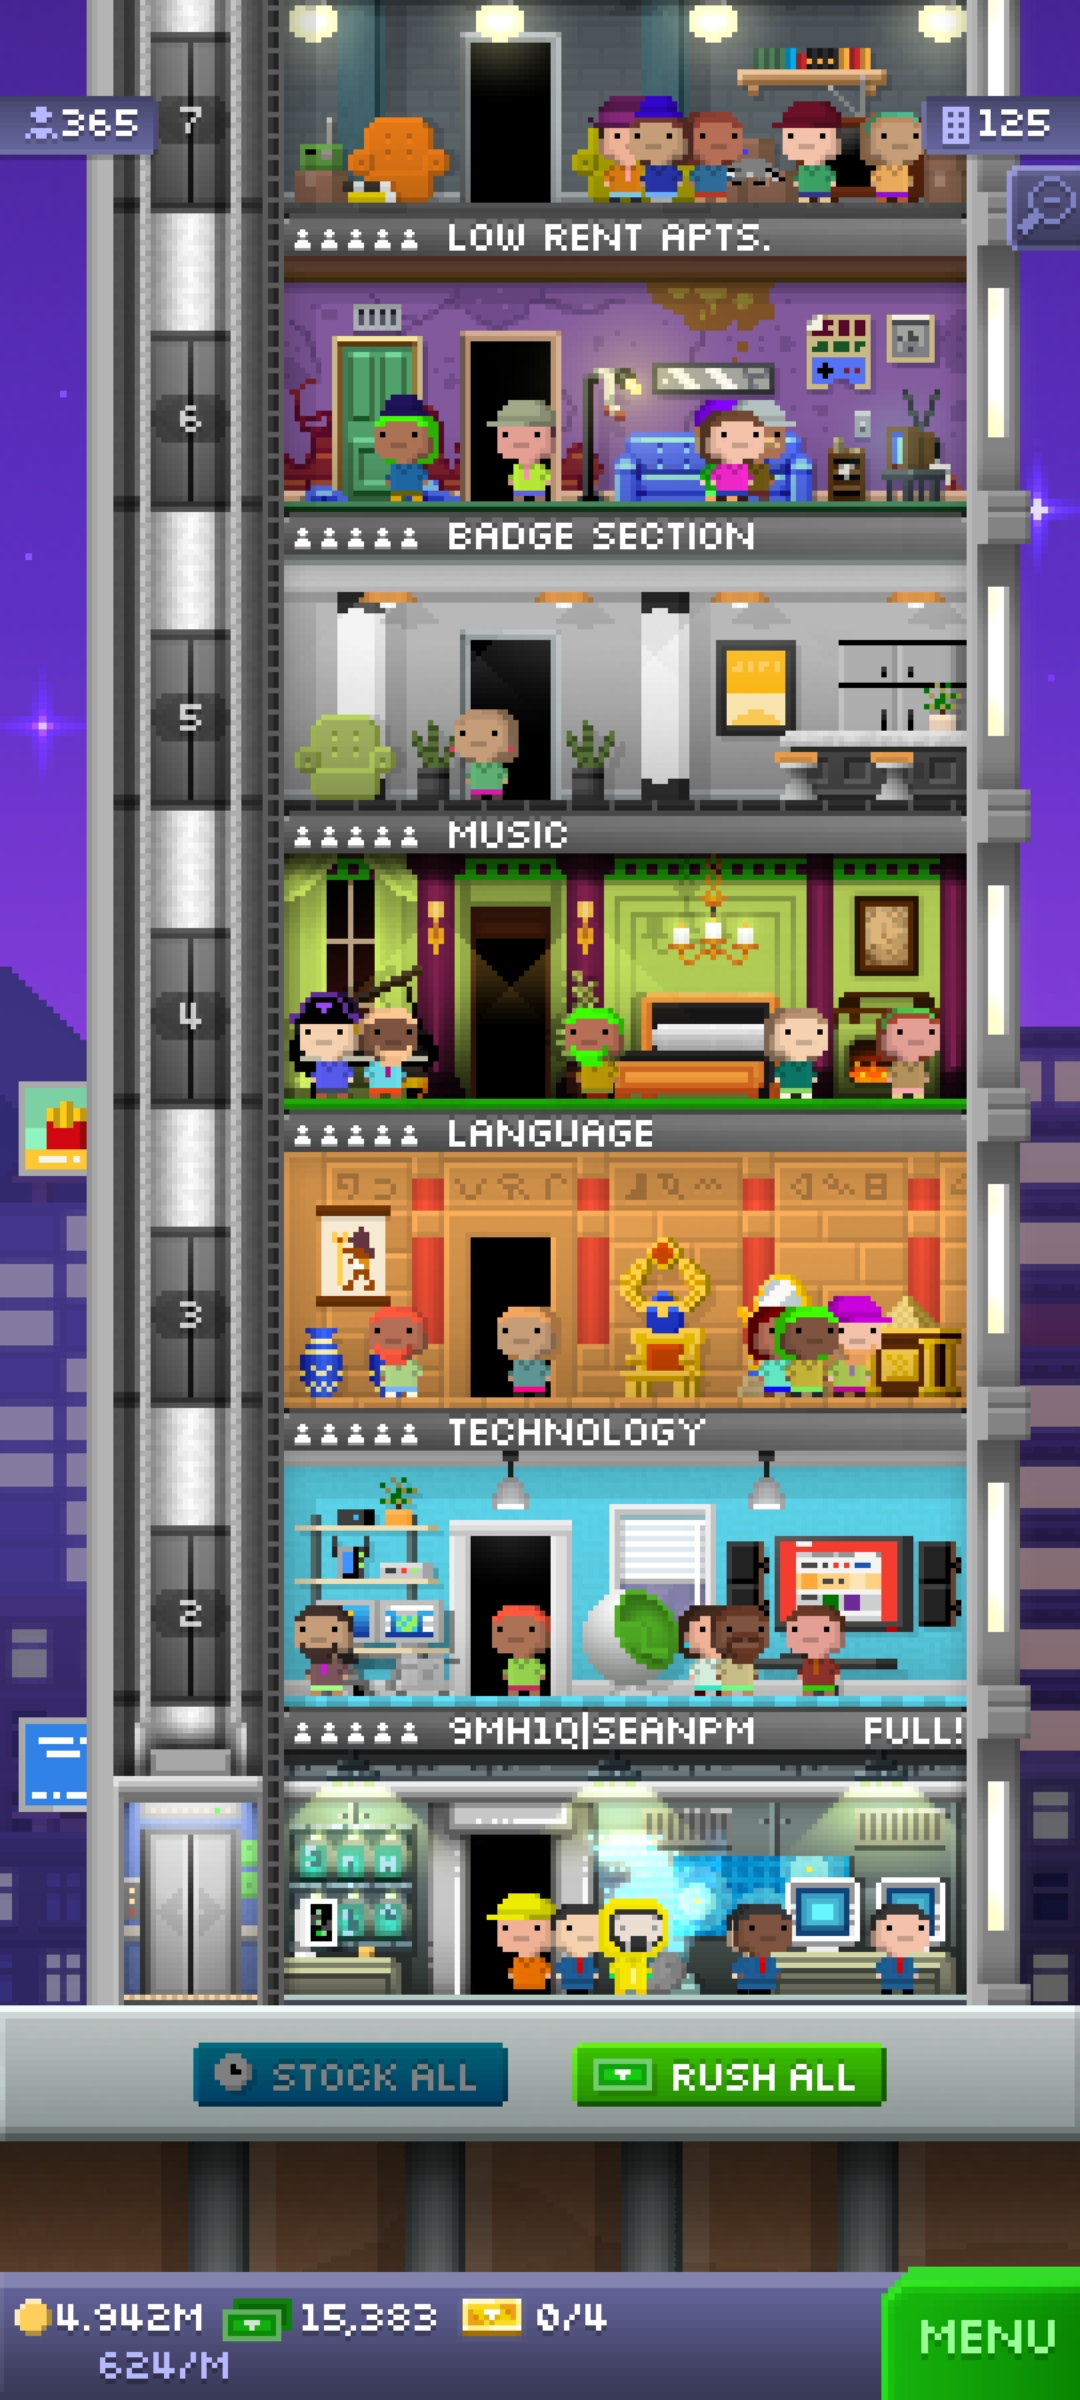 365
7
125
LOW RENT APTS.
6
BADGE SECTION
5
MUSIC
4
LANGUAGE
3
TECHNOLOGY
2
9MH1Q|SEANPM FULL!
STOCK ALL
RUSH ALL
4.942M 15,383 0/4
624/M
MENU